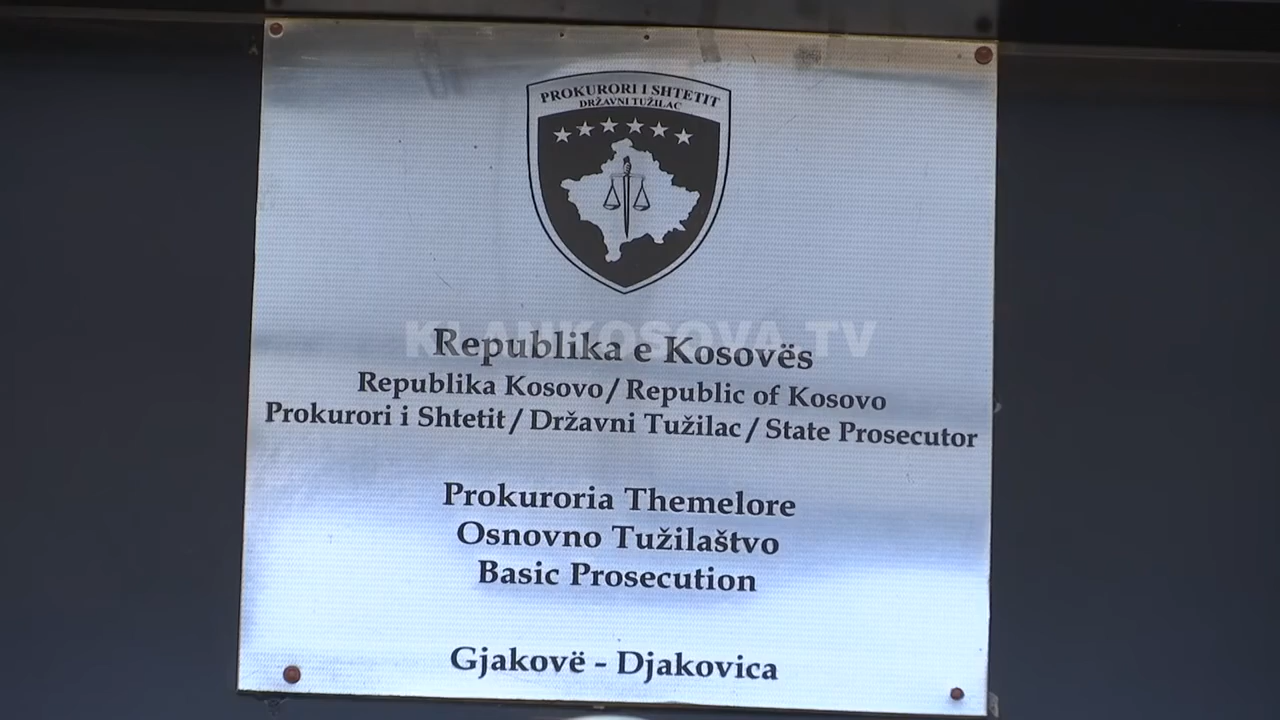 PROKURORI I SHTETIT
DRŽAVNI TUŽILAC
KLANKOSOVA.TV
Republika e Kosovës
Republika Kosovo / Republic of Kosovo
Prokurori i Shtetit / Državni Tužilac / State Prosecutor
Prokuroria Themelore
Osnovno Tužilaštvo
Basic Prosecution
Gjakovë - Djakovica